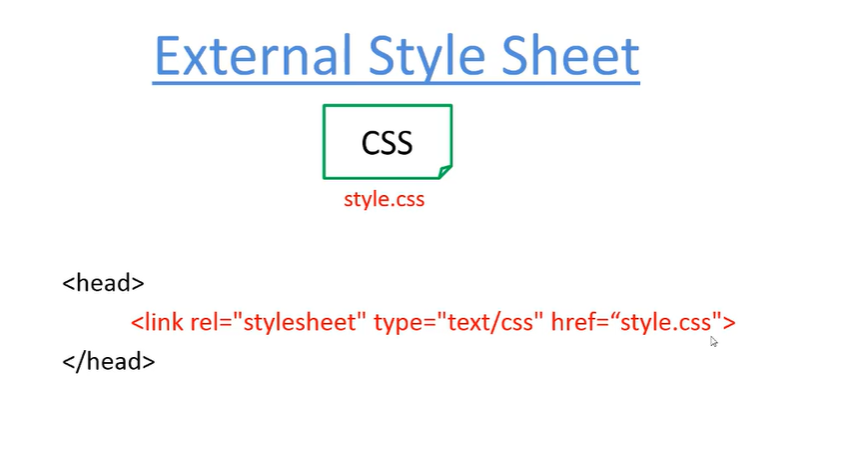 External Style Sheet
CSS
style.css
<head>
<link rel="stylesheet" type="text/css" href=“style.css">
</head>